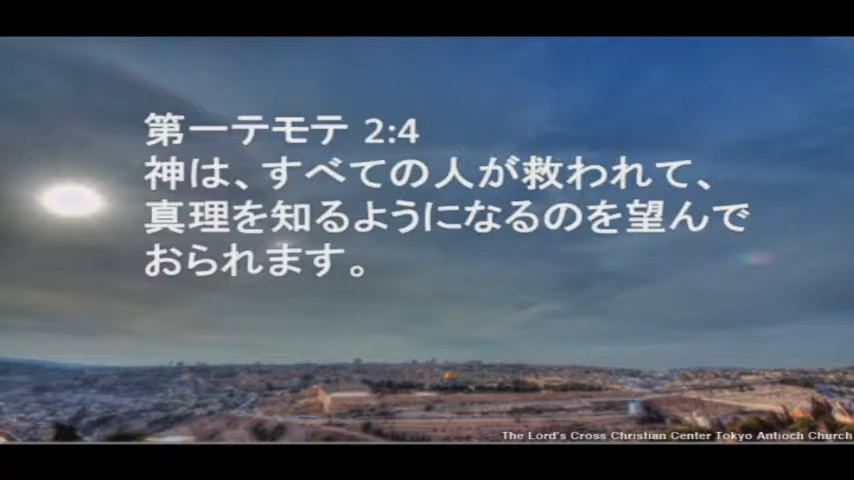 第一テモテ 2:4
神は、すべての人が救われて、
真理を知るようになるのを望んで
おられます。
The Lord's Cross Christian Center Tokyo Antioch Church